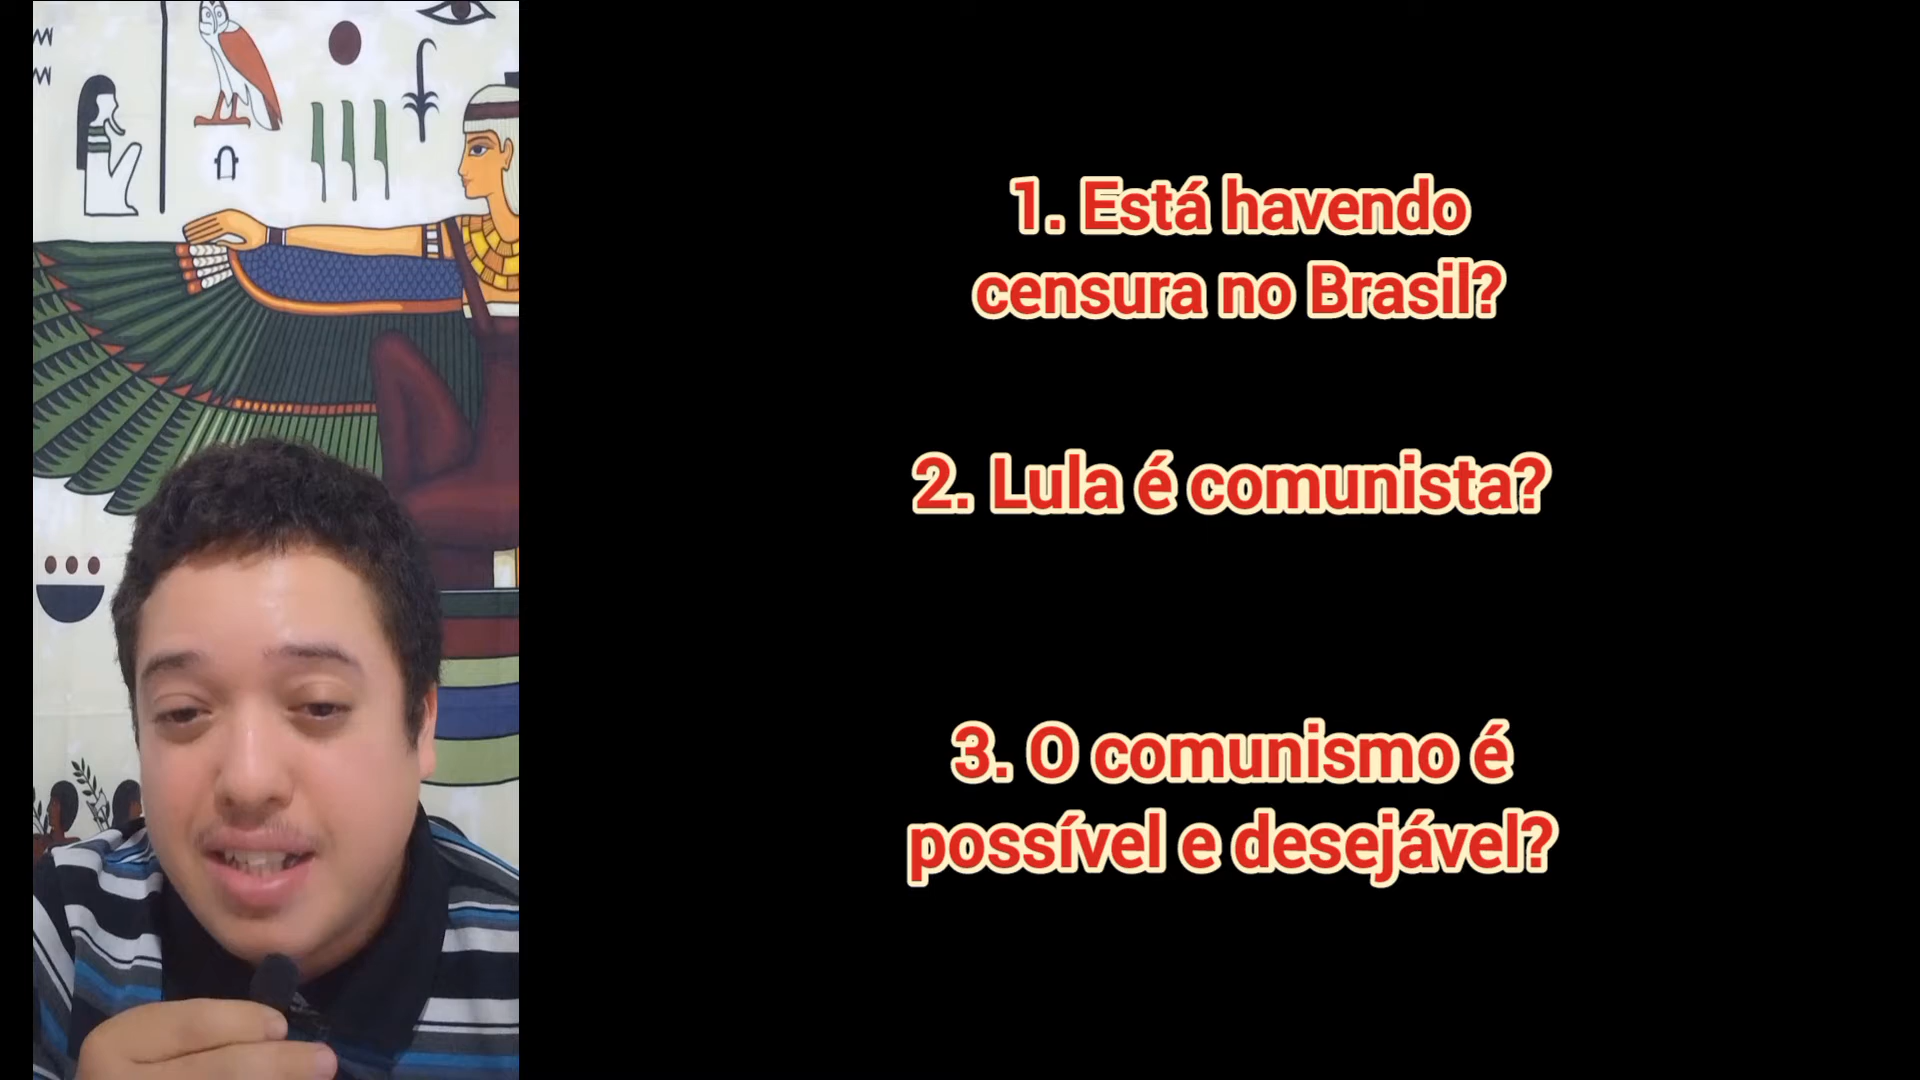 1. Está havendo
censura no Brasil?
2. Lula é comunista?
3. O comunismo é
possível e desejável?